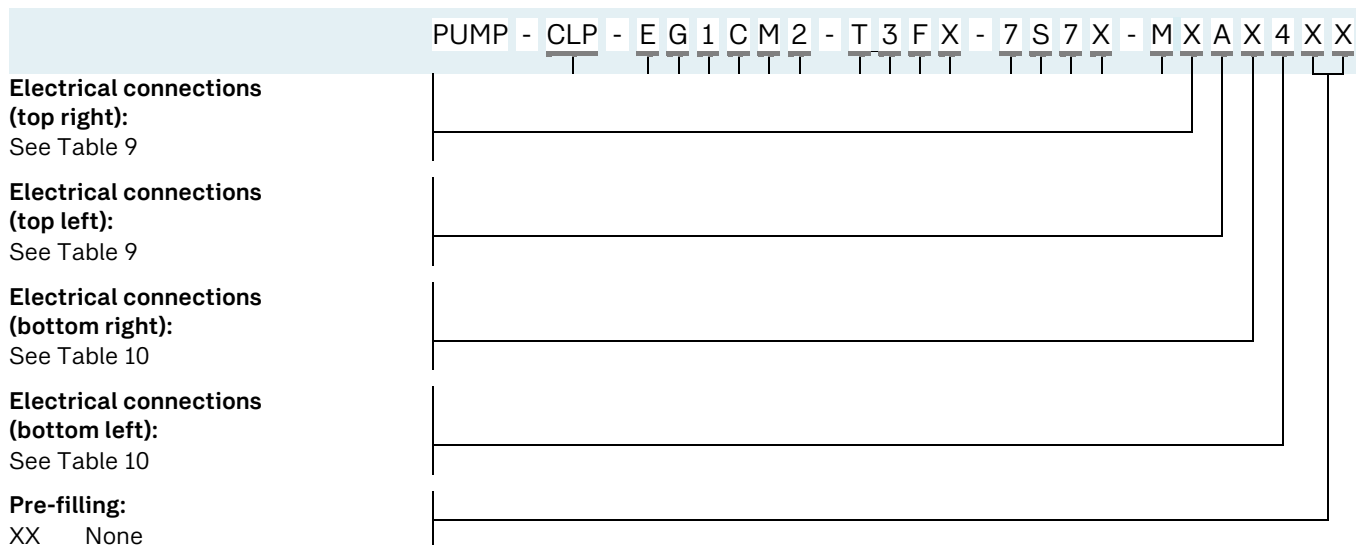 PUMP - CLP - E G 1 C M 2 - T 3 F X - 7 S 7 X - M X A X 4 X X
Electrical connections
(top right):
See Table 9
Electrical connections
(top left):
See Table 9
Electrical connections
(bottom right):
See Table 10
Electrical connections
(bottom left):
See Table 10
Pre-filling:
XX None